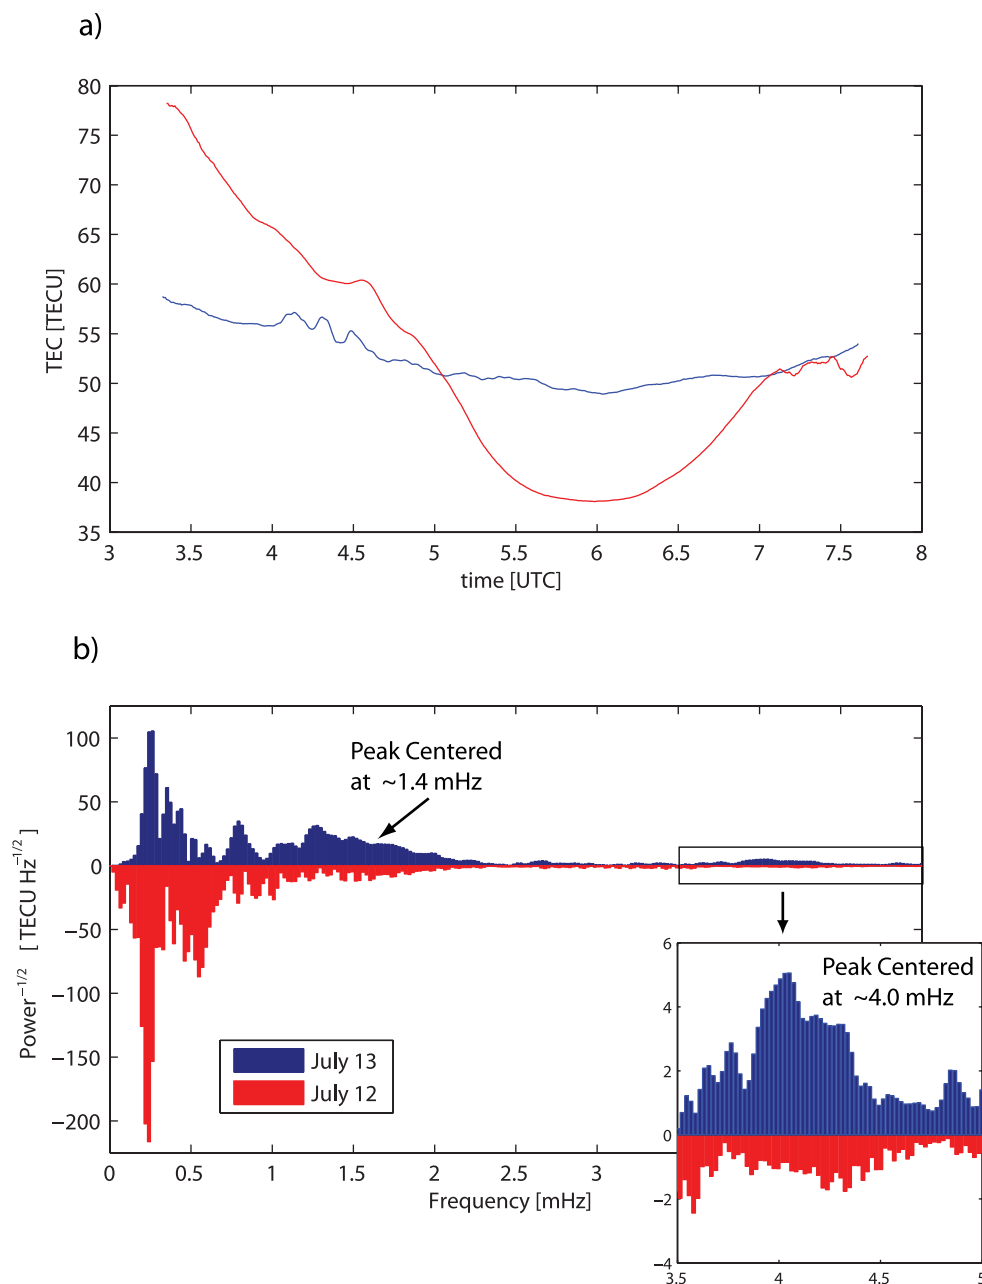 a)
80
75
70
65
60
55
50
45
40
35
TEC [TECU]
3 3.5 4 4.5 5 5.5 6 6.5 7 7.5 8
time [UTC]
b)
100
50
0
−50
−100
−150
−200
Power−1/2 [ TECU Hz−1/2 ]
Peak Centered
at ~1.4 mHz
July 13
July 12
0 0.5 1 1.5 2 2.5 3
Frequency [mHz]
6
4
2
0
−2
−4
Peak Centered
at ~4.0 mHz
3.5 4 4.5 5